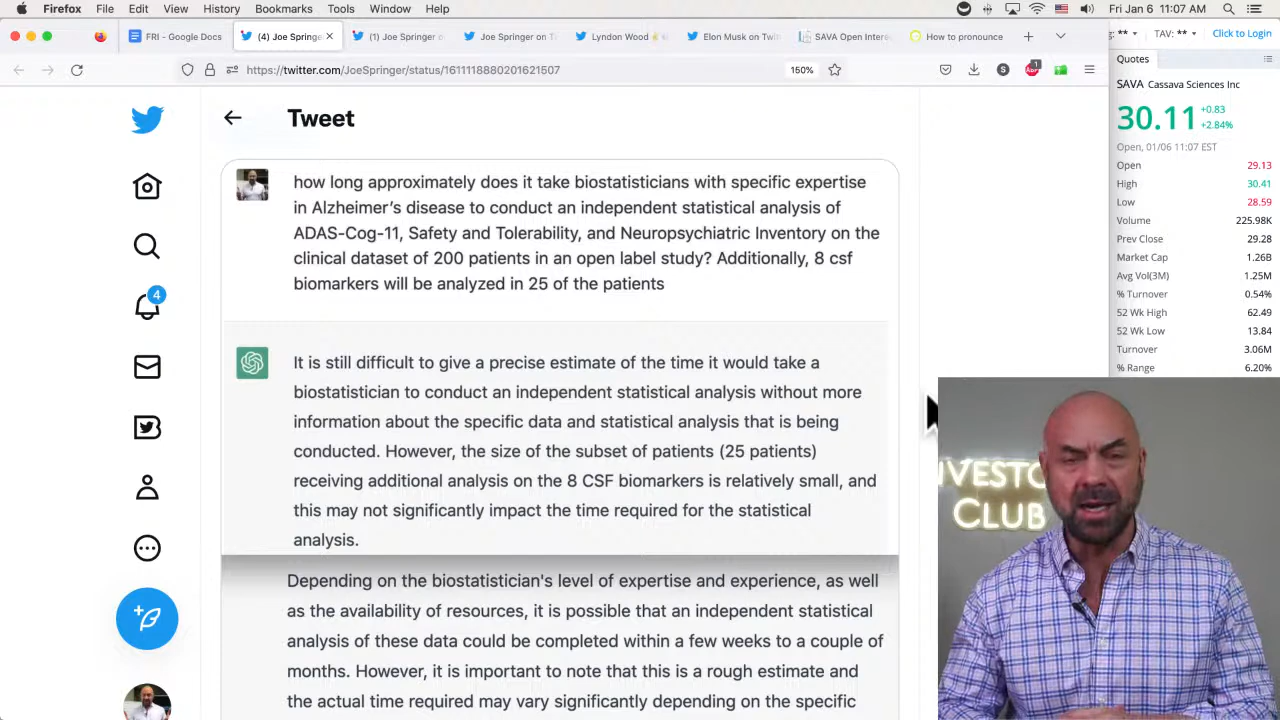 Firefox File Edit View History Bookmarks Tools Window Help
Fri Jan 6 11:07 AM
FRI - Google Docs
(4) Joe Springe
(1) Joe Springer o
Joe Springer on T
Lyndon Wood
Elon Musk on Twit
SAVA Open Intere
How to pronounce
: ** TAV: ** Click to Login
https://twitter.com/JoeSpringer/status/1611118880201621507
150%
S
1
Quotes
SAVA Cassava Sciences Inc
30.11
+0.83
+2.84%
Open, 01/06 11:07 EST
Open 29.13
High 30.41
Low 28.59
Volume 225.98K
Prev Close 29.28
Market Cap 1.26B
Avg Vol(3M) 1.25M
% Turnover 0.54%
52 Wk High 62.49
52 Wk Low 13.84
Turnover 3.06M
% Range 6.20%
4
Tweet
how long approximately does it take biostatisticians with specific expertise
in Alzheimer’s disease to conduct an independent statistical analysis of
ADAS-Cog-11, Safety and Tolerability, and Neuropsychiatric Inventory on the
clinical dataset of 200 patients in an open label study? Additionally, 8 csf
biomarkers will be analyzed in 25 of the patients
It is still difficult to give a precise estimate of the time it would take a
biostatistician to conduct an independent statistical analysis without more
information about the specific data and statistical analysis that is being
conducted. However, the size of the subset of patients (25 patients)
receiving additional analysis on the 8 CSF biomarkers is relatively small, and
this may not significantly impact the time required for the statistical
analysis.
Depending on the biostatistician's level of expertise and experience, as well
as the availability of resources, it is possible that an independent statistical
analysis of these data could be completed within a few weeks to a couple of
months. However, it is important to note that this is a rough estimate and
the actual time required may vary significantly depending on the specific
NVESTO
CLUB